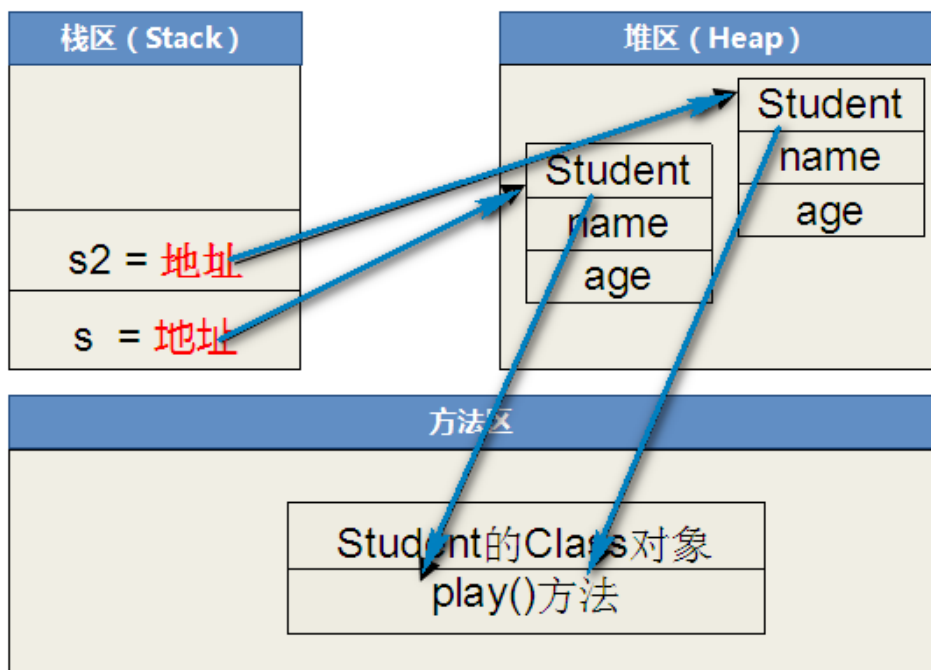 栈区（Stack）
堆区（Heap）
Student
name
age
Student
name
age
s2 = 地址
s = 地址
方法区
Student的Class对象
play()方法